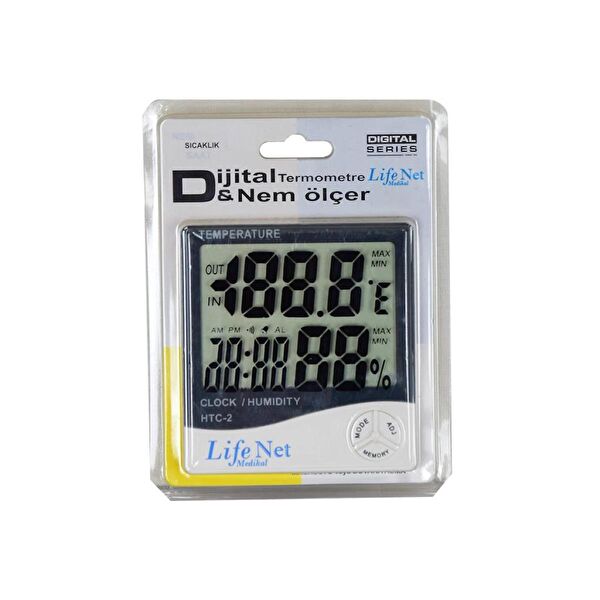 SICAKLIK
DIGITAL
SERIES
Dijital Termometre
& Nem ölçer
Life Net
Medikal
TEMPERATURE
OUT
IN
188.8
MAX
MIN
AM PM AL
88:88
88 %
MAX
MIN
CLOCK / HUMIDITY
HTC-2
MODE
ADJ
MEMORY
Life Net
Medikal